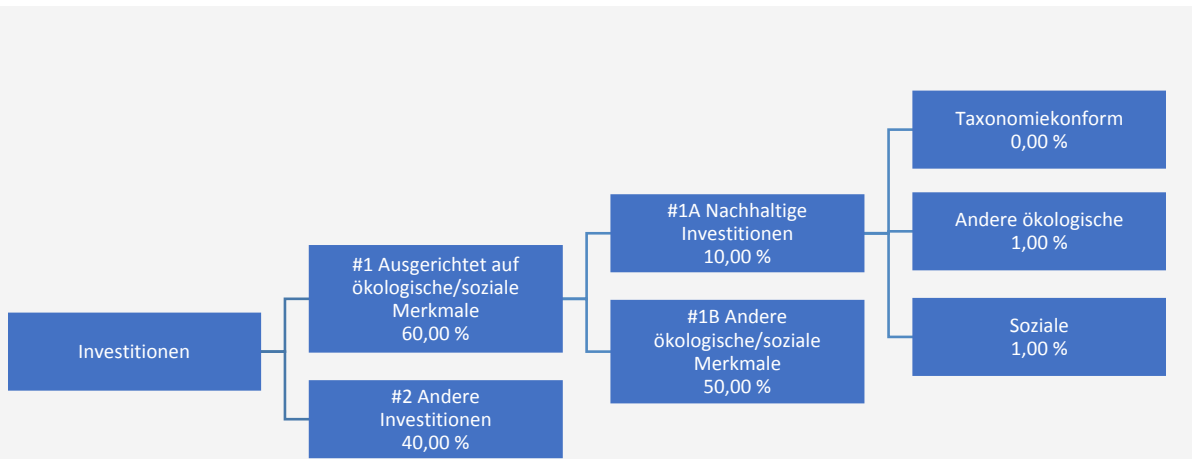 Investitionen
#1 Ausgerichtet auf
ökologische/soziale
Merkmale
60,00 %
#2 Andere
Investitionen
40,00 %
#1A Nachhaltige
Investitionen
10,00 %
#1B Andere
ökologische/soziale
Merkmale
50,00 %
Taxonomiekonform
0,00 %
Andere ökologische
1,00 %
Soziale
1,00 %